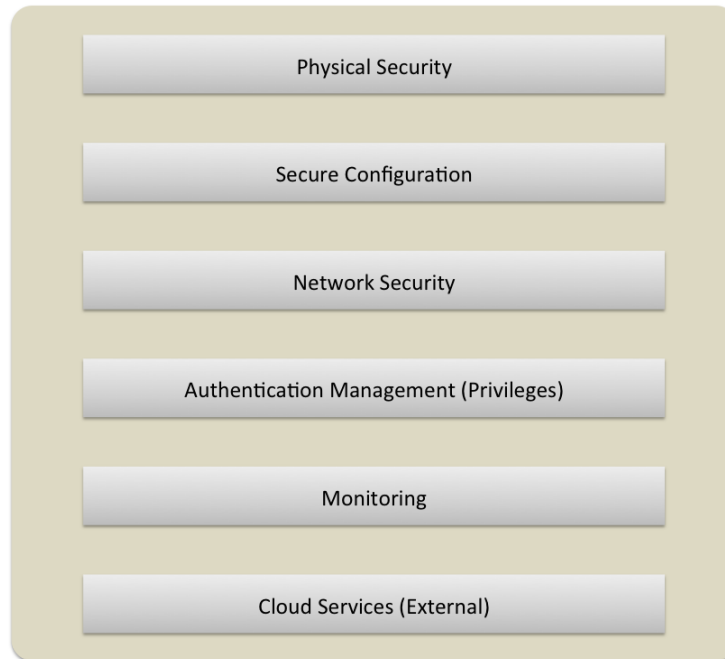 Physical Security
Secure Configuration
Network Security
Authentication Management (Privileges)
Monitoring
Cloud Services (External)